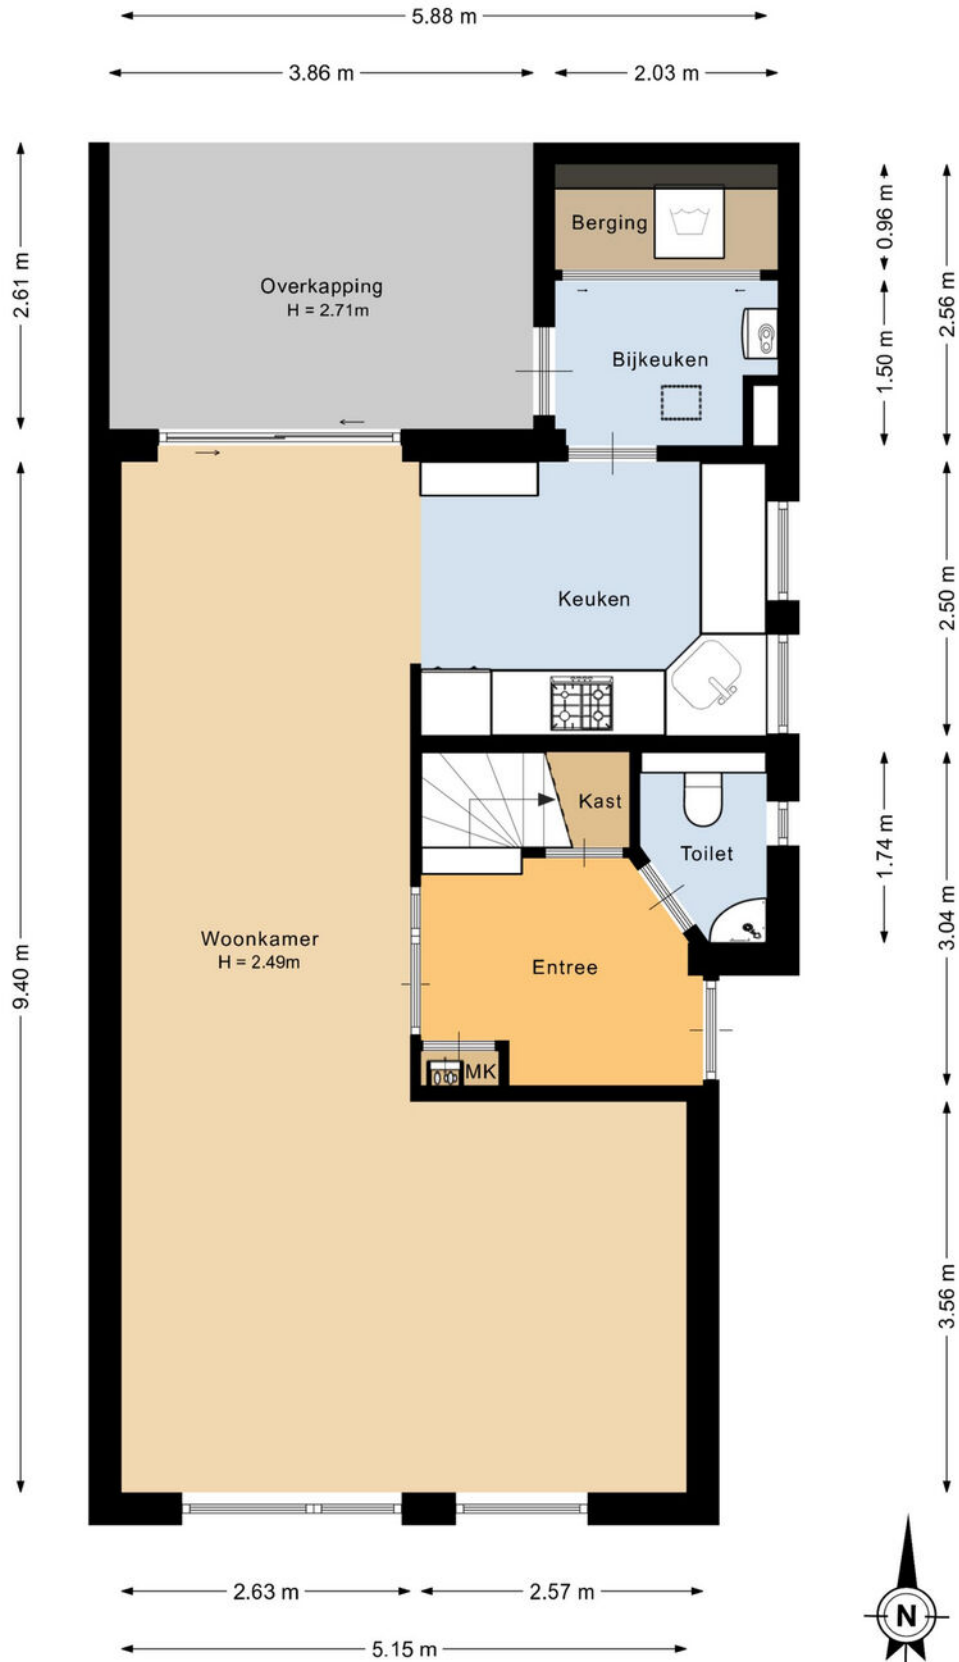 5.88 m
3.86 m
2.03 m
2.61 m
0.96 m
2.56 m
1.50 m
Berging
Overkapping
H = 2.71m
Bijkeuken
Keuken
2.50 m
Kast
Toilet
1.74 m
3.04 m
Woonkamer
H = 2.49m
Entree
9.40 m
MK
3.56 m
2.63 m
2.57 m
5.15 m
N